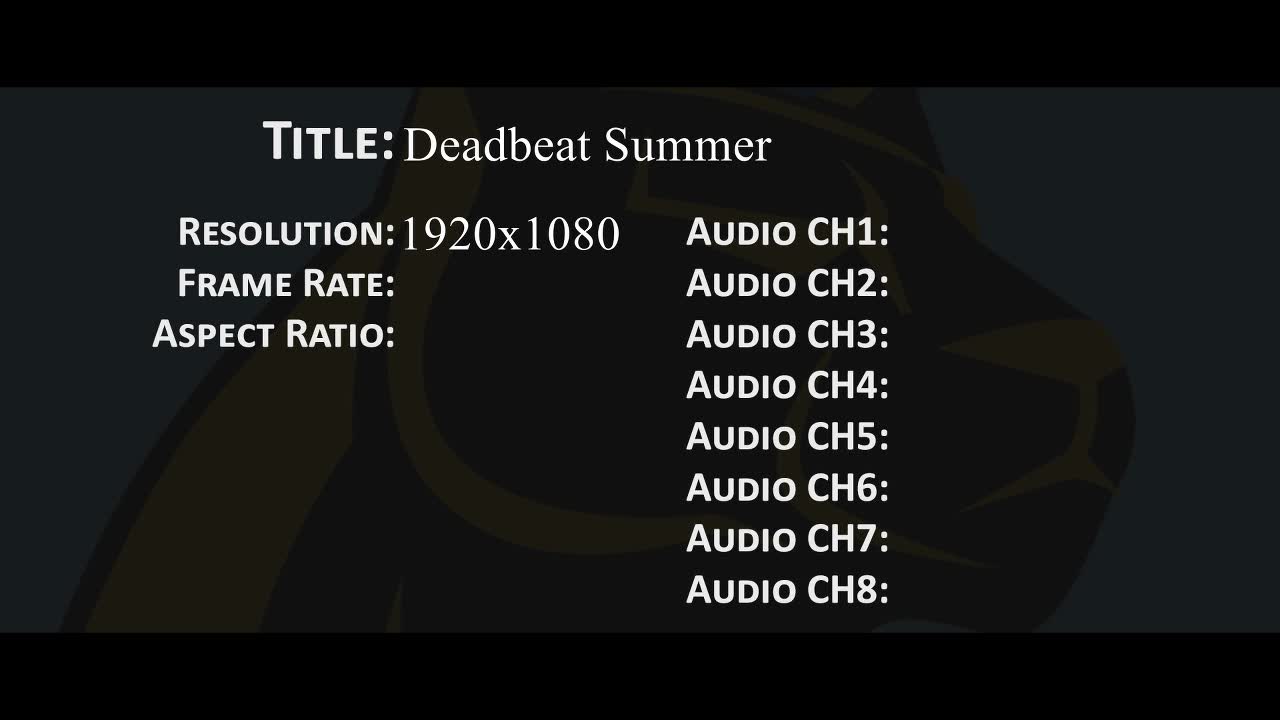 Title: Deadbeat Summer
Resolution: 1920x1080
Frame Rate:
Aspect Ratio:
Audio CH1:
Audio CH2:
Audio CH3:
Audio CH4:
Audio CH5:
Audio CH6:
Audio CH7:
Audio CH8: